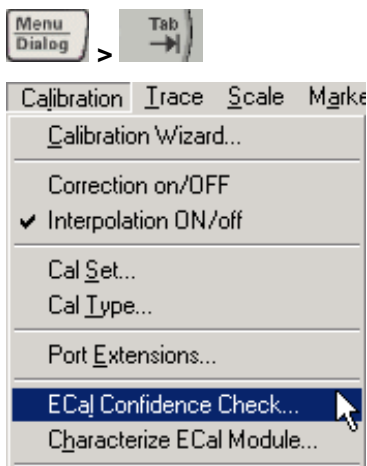 Menu
Dialog > Tab
Calibration Trace Scale Marke
Calibration Wizard...
Correction on/OFF
✓ Interpolation ON/off
Cal Set...
Cal Type...
Port Extensions...
ECal Confidence Check...
Characterize ECal Module...